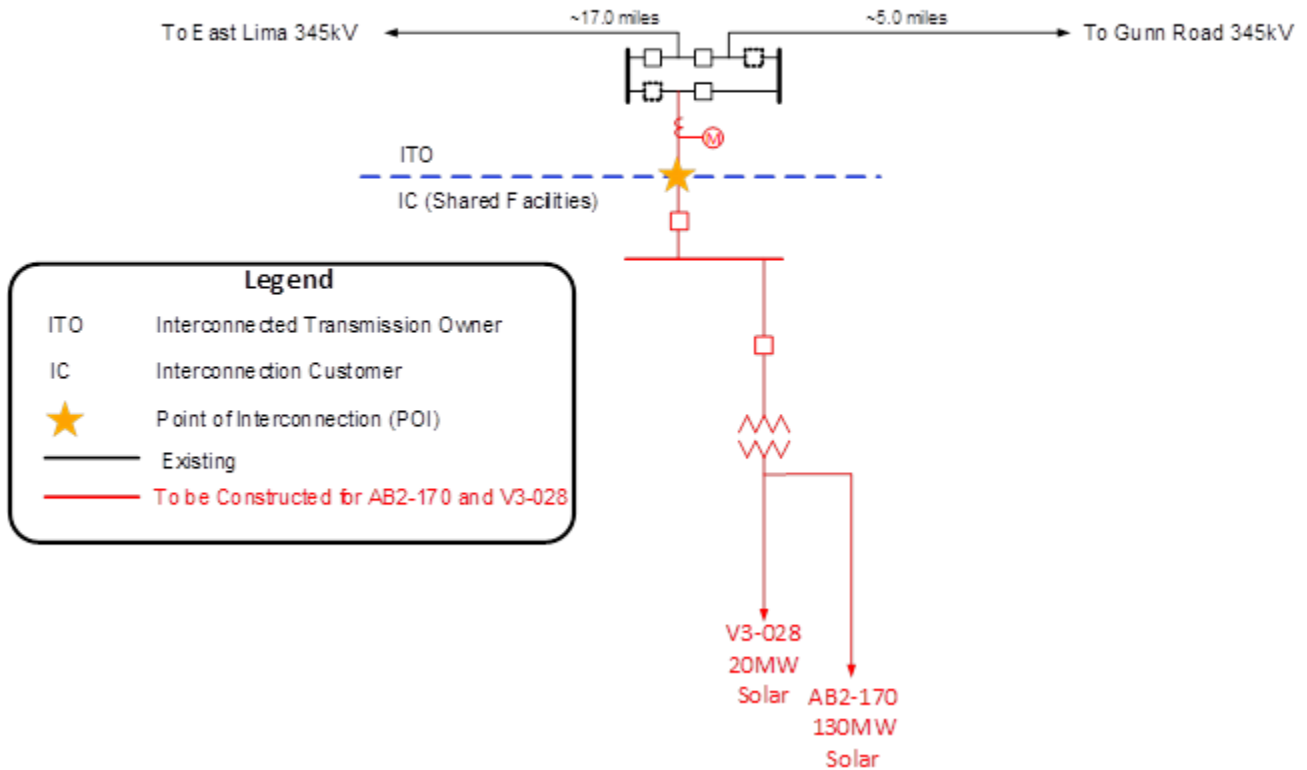 ~17.0 miles
~5.0 miles
To East Lima 345kV
To Gunn Road 345kV
M
ITO
IC (Shared Facilities)
Legend
ITO Interconnected Transmission Owner
IC Interconnection Customer
Point of Interconnection (POI)
Existing
To be Constructed for AB2-170 and V3-028
V3-028
20MW
Solar
AB2-170
130MW
Solar